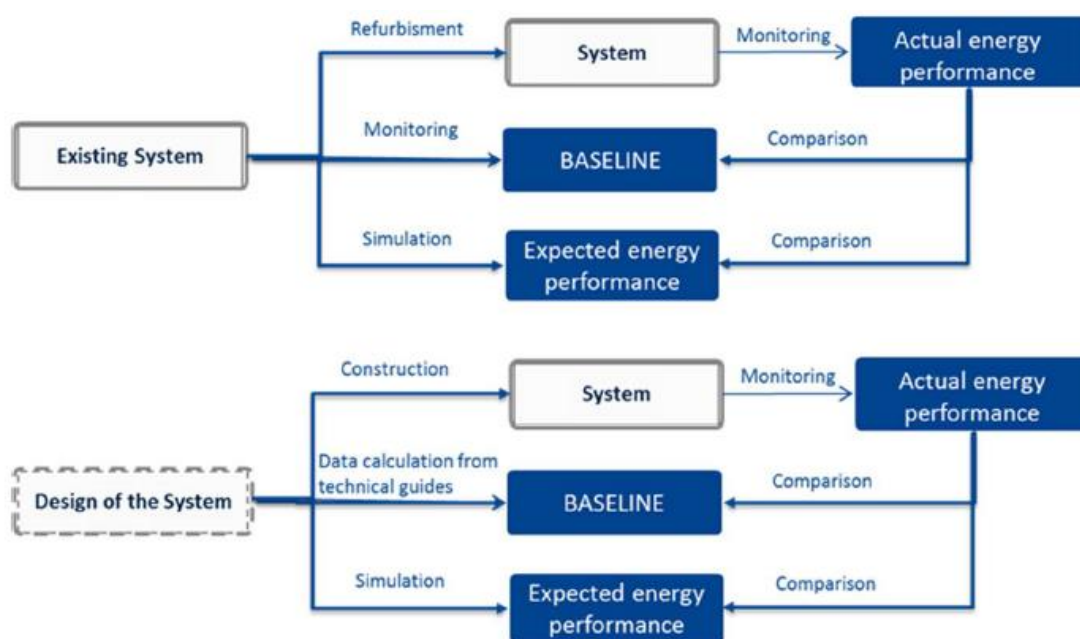 Refurbisment
System
Monitoring
Actual energy
performance
Existing System
Monitoring
BASELINE
Comparison
Simulation
Expected energy
performance
Comparison
Construction
System
Monitoring
Actual energy
performance
Design of the System
Data calculation from
technical guides
BASELINE
Comparison
Simulation
Expected energy
performance
Comparison